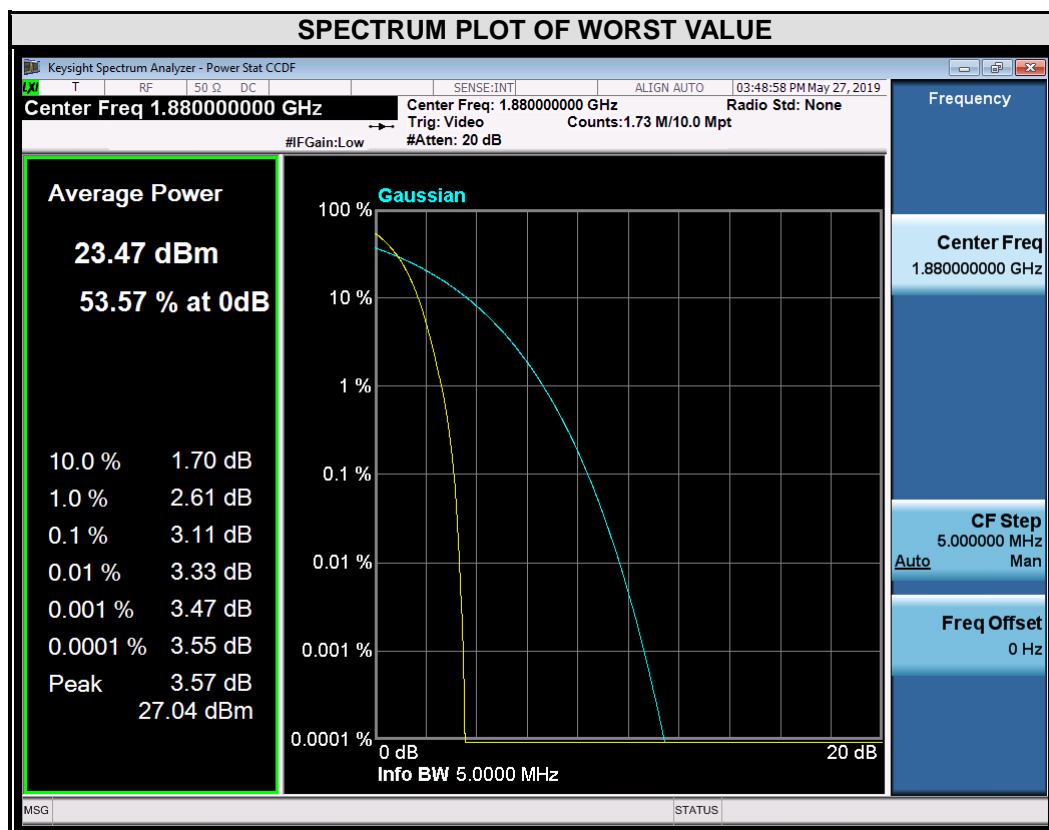 SPECTRUM PLOT OF WORST VALUE
Keysight Spectrum Analyzer - Power Stat CCDF
LXI T RF 50 Ω DC SENSE:INT ALIGN AUTO 03:48:58 PM May 27, 2019
Center Freq 1.880000000 GHz
Center Freq: 1.880000000 GHz Radio Std: None
Trig: Video Counts:1.73 M/10.0 Mpt
#IFGain:Low #Atten: 20 dB
Average Power
23.47 dBm
53.57 % at 0dB
10.0 % 1.70 dB
1.0 % 2.61 dB
0.1 % 3.11 dB
0.01 % 3.33 dB
0.001 % 3.47 dB
0.0001 % 3.55 dB
Peak 3.57 dB
27.04 dBm
Gaussian
100 %
10 %
1 %
0.1 %
0.01 %
0.001 %
0.0001 %
0 dB 20 dB
Info BW 5.0000 MHz
Frequency
Center Freq
1.880000000 GHz
CF Step
5.000000 MHz
Auto Man
Freq Offset
0 Hz
MSG STATUS